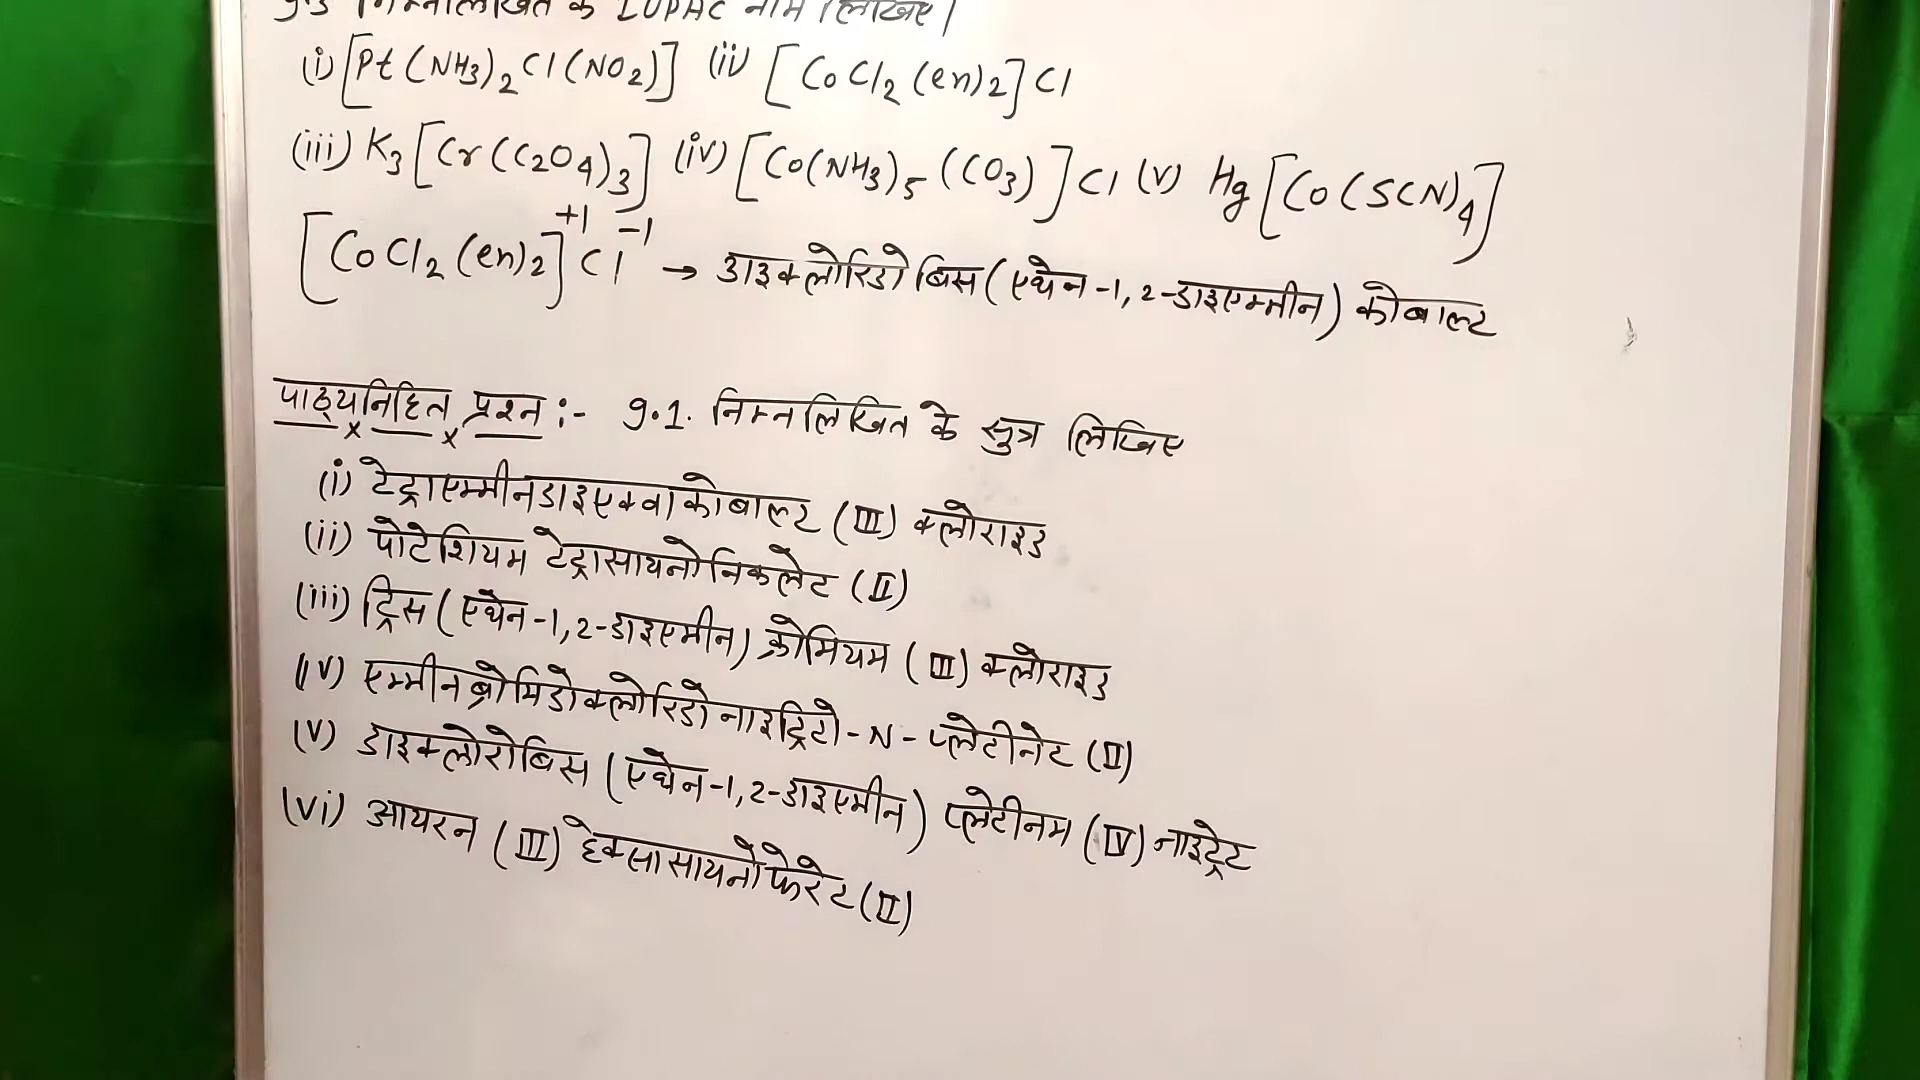 9.3 निम्नलिखित के IUPAC नाम लिखिए।
(i) [Pt(NH3)2Cl(NO2)] (ii) [CoCl2(en)2]Cl
(iii) K3[Cr(C2O4)3] (iv) [Co(NH3)5(CO3)]Cl (v) Hg[Co(SCN)4]
[CoCl2(en)2]+1 Cl-1 → डाइक्लोरिडोबिस(एथेन-1,2-डाइएम्मीन) कोबाल्ट
पाठ्यनिहित प्रश्न :- 9.1. निम्नलिखित के सुत्र लिखिए
(i) टेट्राएम्मीनडाइएक्वाकोबाल्ट (III) क्लोराइड
(ii) पोटेशियम टेट्रासायनोनिकलेट (II)
(iii) ट्रिस(एथेन-1,2-डाइएमीन) क्रोमियम (III) क्लोराइड
(iv) एम्मीनब्रोमिडोक्लोरिडोनाइट्रिटो-N-प्लेटीनेट (II)
(v) डाइक्लोरोबिस (एथेन-1,2-डाइएमीन) प्लेटीनम (IV) नाइट्रेट
(vi) आयरन (III) हेक्सासायनोफेरेट(II)